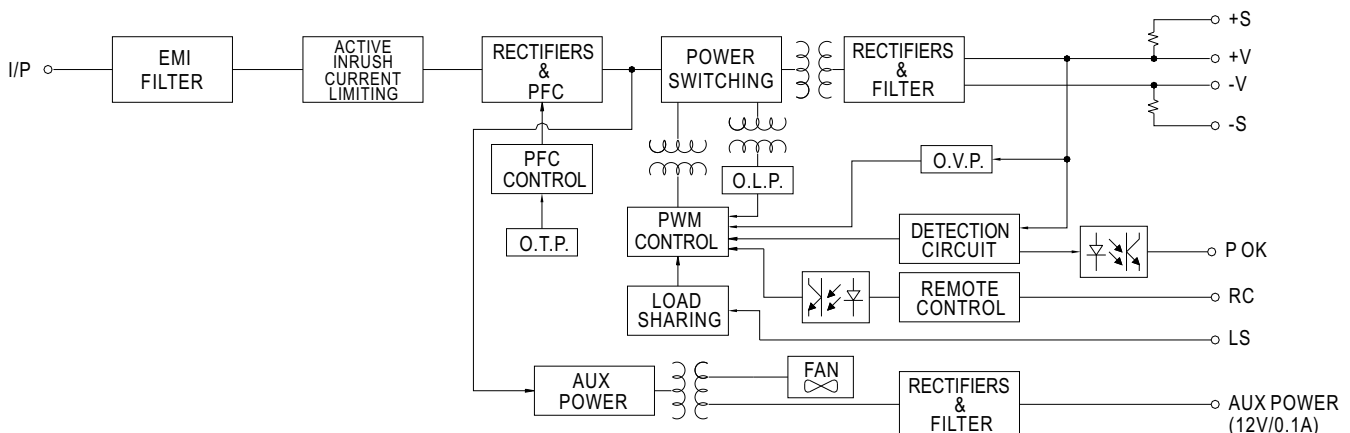 I/P
EMI
FILTER
ACTIVE
INRUSH
CURRENT
LIMITING
RECTIFIERS
&
PFC
POWER
SWITCHING
RECTIFIERS
&
FILTER
+S
+V
-V
-S
PFC
CONTROL
O.T.P.
O.L.P.
O.V.P.
PWM
CONTROL
DETECTION
CIRCUIT
P OK
LOAD
SHARING
REMOTE
CONTROL
RC
LS
AUX
POWER
FAN
RECTIFIERS
&
FILTER
AUX POWER
(12V/0.1A)